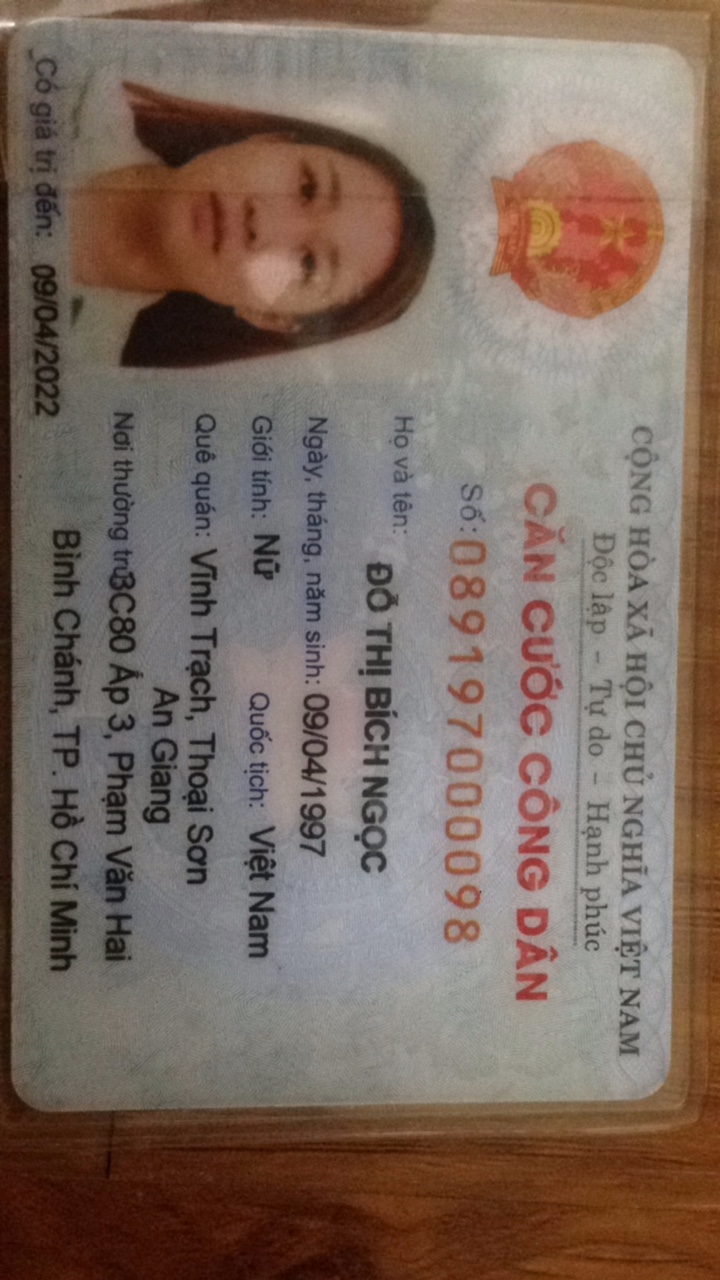 CỘNG HÒA XÃ HỘI CHỦ NGHĨA VIỆT NAM
Độc lập - Tự do - Hạnh phúc
CĂN CƯỚC CÔNG DÂN
Số: 089197000098
Họ và tên:
ĐỖ THỊ BÍCH NGỌC
Ngày, tháng, năm sinh: 09/04/1997
Giới tính: Nữ Quốc tịch: Việt Nam
Quê quán: Vĩnh Trạch, Thoại Sơn
An Giang
Nơi thường trú: 3C80 Ấp 3, Phạm Văn Hai
Bình Chánh, TP. Hồ Chí Minh
Có giá trị đến: 09/04/2022